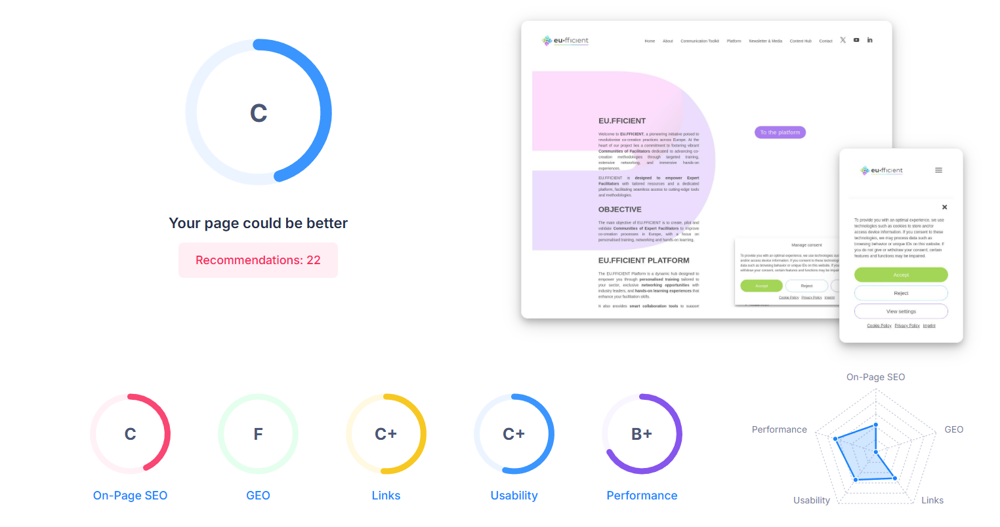 C
Your page could be better
Recommendations: 22
eu•fficient
Home About Communication Toolkit Platform Newsletter & Media Content Hub Contact
EU.FFICIENT
Welcome to EU.FFICIENT, a pioneering initiative poised to
revolutionise co-creation practices across Europe. At the
heart of our project lies a commitment to fostering vibrant
Communities of Facilitators dedicated to advancing co-
creation methodologies through targeted training,
extensive networking, and immersive hands-on
experiences.
EU.FFICIENT is designed to empower Expert
Facilitators with tailored resources and a dedicated
platform, facilitating seamless access to cutting-edge tools
and methodologies.
OBJECTIVE
The main objective of EU.FFICIENT is to create, pilot and
validate Communities of Expert Facilitators to improve
co-creation processes in Europe, with a focus on
personalised training, networking and hands-on learning.
EU.FFICIENT PLATFORM
The EU.FFICIENT Platform is a dynamic hub designed to
empower you through personalised training tailored to
your sector, exclusive networking opportunities with
industry leaders, and hands-on learning experiences that
enhance your facilitation skills.
It also provides smart collaboration tools to support
To the platform
Manage consent
To provide you with an optimal experience, we use technologies suc
and/or access device information. If you consent to these technologi
data such as browsing behavior or unique IDs on this website. If you
withdraw your consent, certain features and functions may be impai
Accept Reject
Cookie Policy Privacy Policy Imprint
eu•fficient
To provide you with an optimal experience, we use
technologies such as cookies to store and/or
access device information. If you consent to these
technologies, we may process data such as
browsing behavior or unique IDs on this website. If
you do not give or withdraw your consent, certain
features and functions may be impaired.
Accept
Reject
View settings
Cookie Policy Privacy Policy Imprint
C
On-Page SEO
F
GEO
C+
Links
C+
Usability
B+
Performance
On-Page SEO
Performance
GEO
Usability
Links